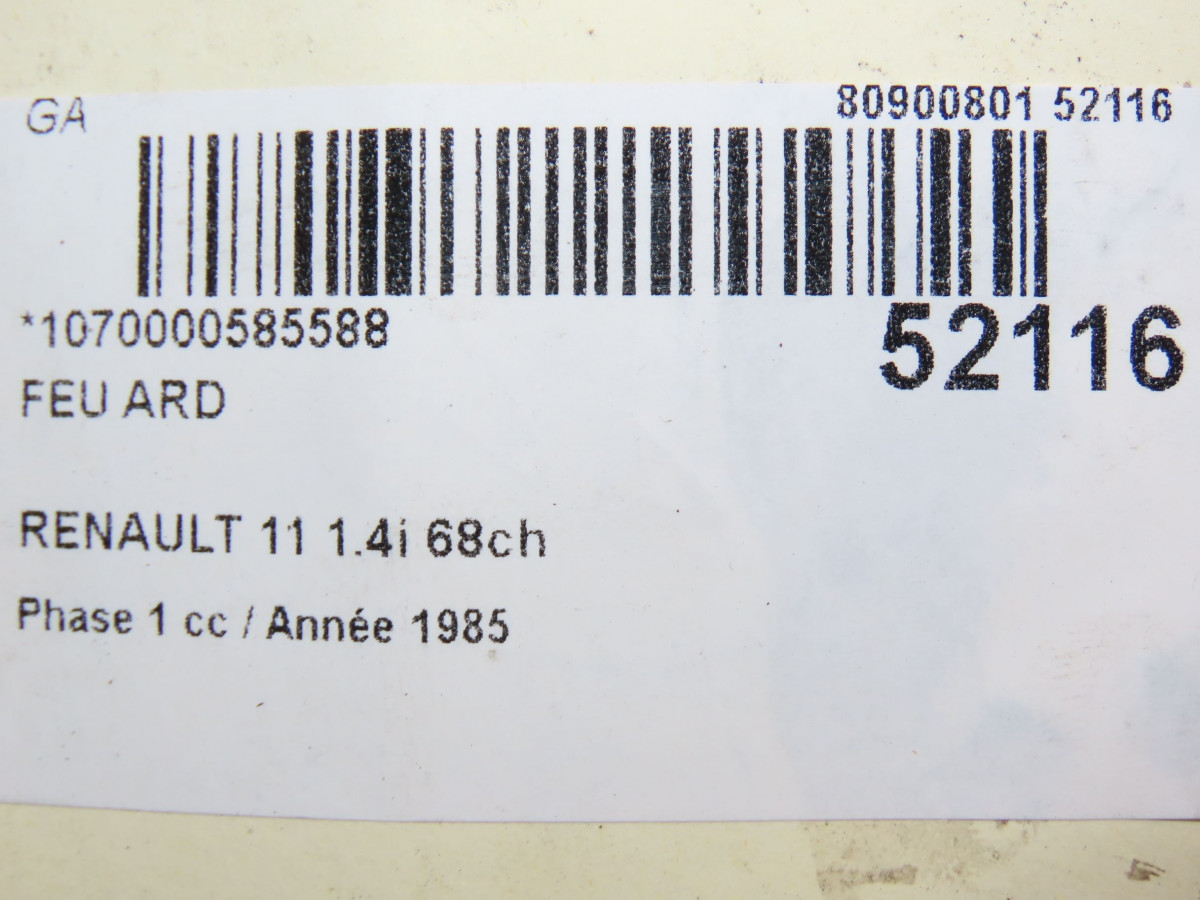 GA
80900801 52116
*1070000585588
52116
FEU ARD
RENAULT 11 1.4i 68ch
Phase 1 cc / Année 1985